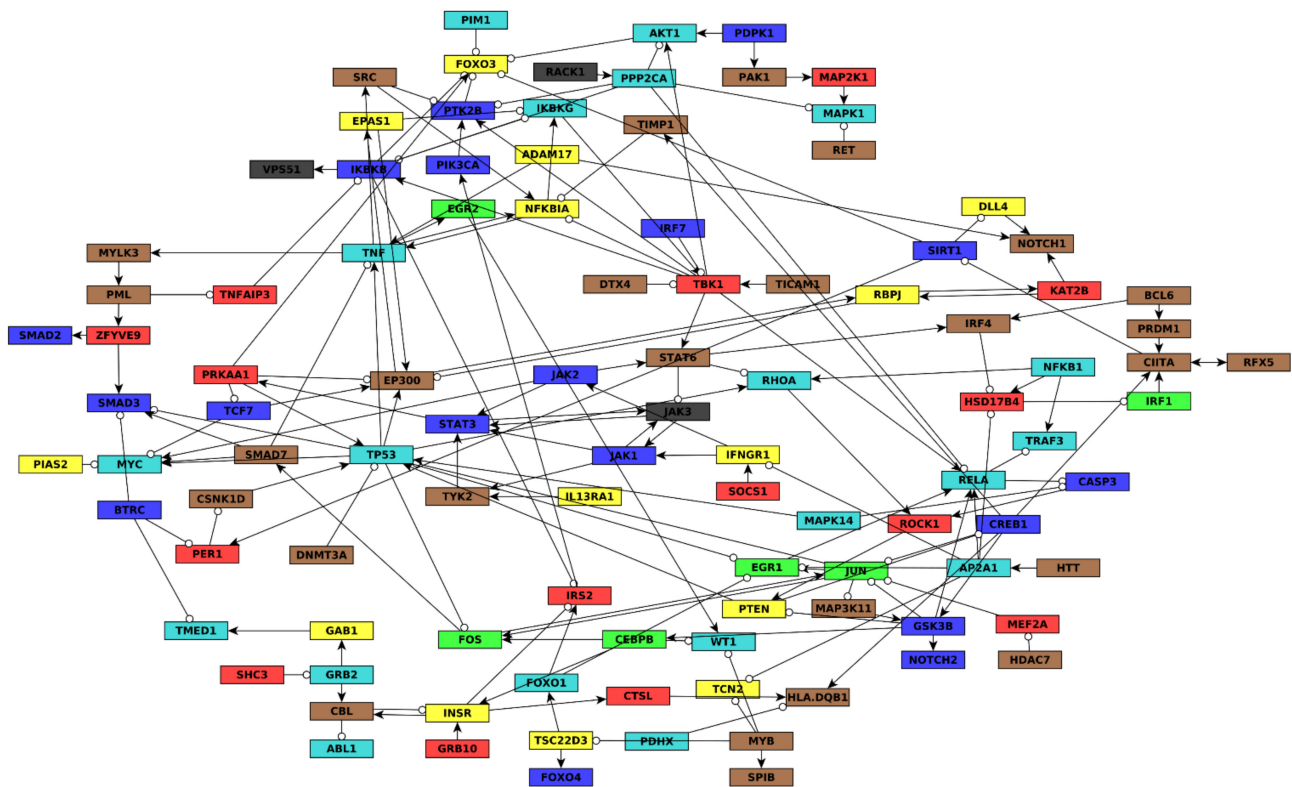 PIM1
AKT1
PDPK1
FOXO3
RACK1
SRC
PPP2CA
PAK1
MAP2K1
PTK2B
IKBKG
MAPK1
EPAS1
TIMP1
RET
ADAM17
VPS51
IKBKB
PIK3CA
EGR2
NFKBIA
DLL4
IRF7
NOTCH1
MYLK3
TNF
SIRT1
DTX4
TBK1
TICAM1
PML
TNFAIP3
RBPJ
KAT2B
BCL6
SMAD2
ZFYVE9
IRF4
PRDM1
STAT6
CIITA
RFX5
PRKAA1
EP300
JAK2
RHOA
NFKB1
SMAD3
TCF7
JAK3
HSD17B4
IRF1
STAT3
TRAF3
PIAS2
MYC
SMAD7
TP53
JAK1
IFNGR1
RELA
CASP3
CSNK1D
TYK2
IL13RA1
SOCS1
BTRC
MAPK14
ROCK1
CREB1
PER1
DNMT3A
EGR1
JUN
AP2A1
HTT
IRS2
PTEN
MAP3K11
TMED1
GAB1
FOS
CEBPB
WT1
GSK3B
MEF2A
NOTCH2
HDAC7
SHC3
GRB2
FOXO1
CTSL
TCN2
HLA.DQB1
CBL
INSR
ABL1
GRB10
TSC22D3
PDHX
MYB
FOXO4
SPIB